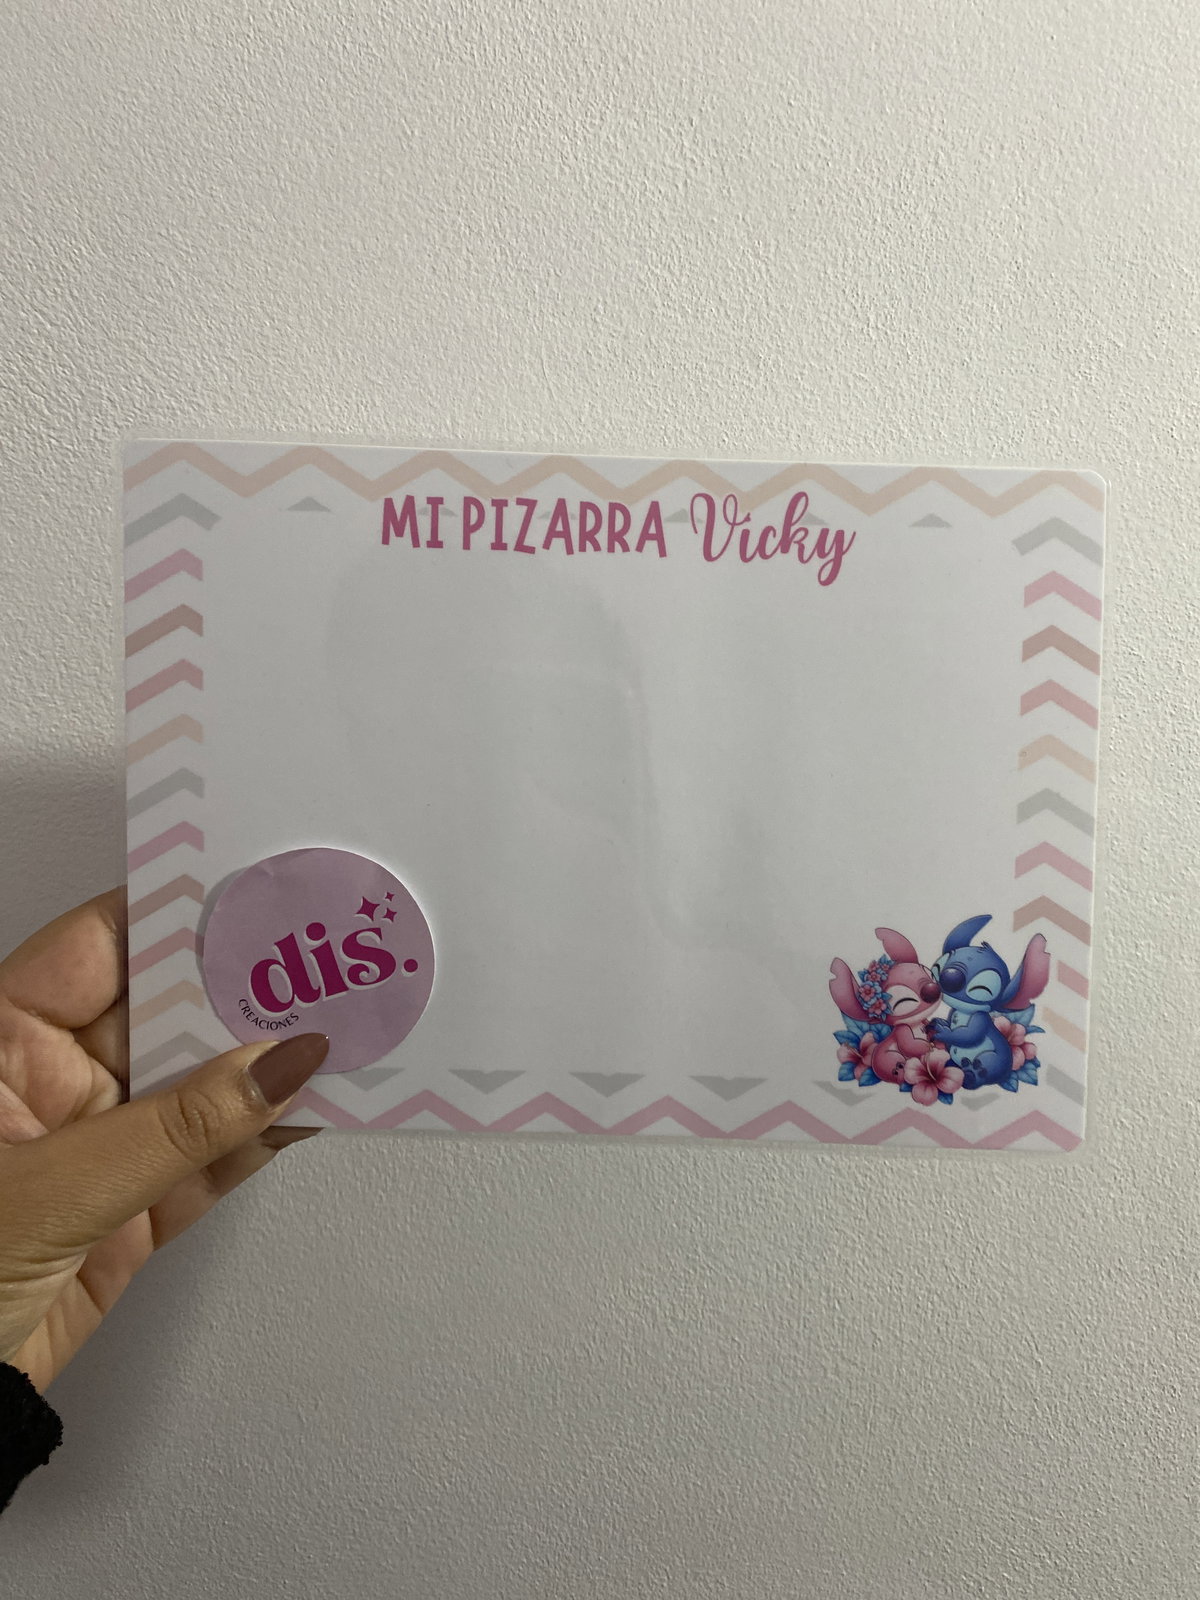 MI PIZARRA Vicky
dis.
CREACIONES